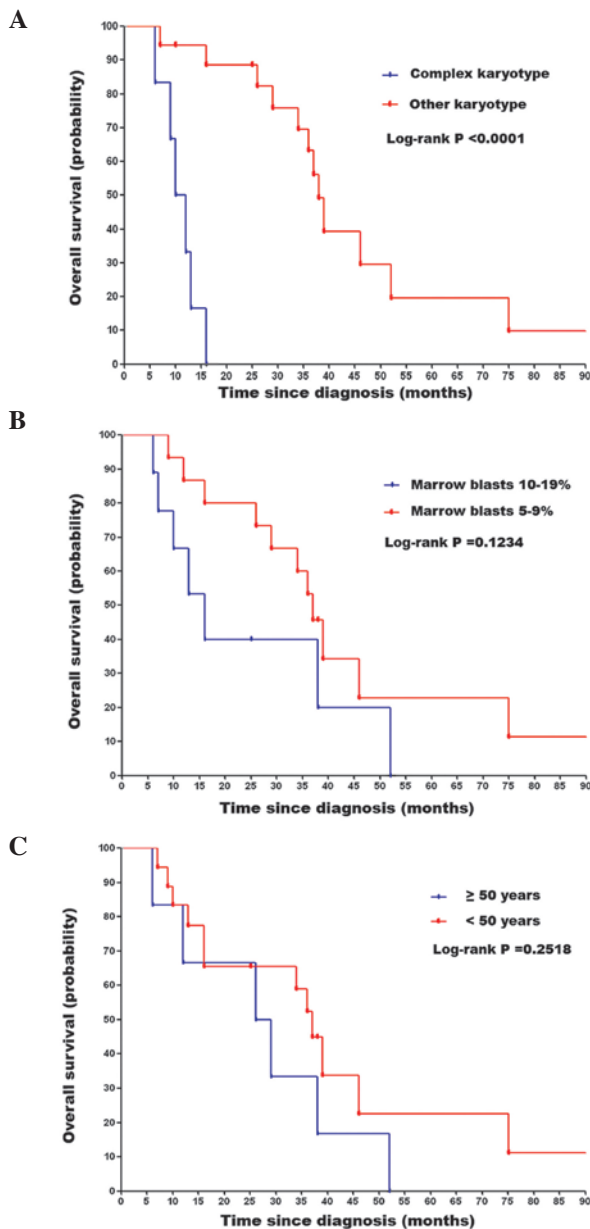 A
Overall survival (probability)
100
90
80
70
60
50
40
30
20
10
0
Complex karyotype
Other karyotype
Log-rank P <0.0001
0 5 10 15 20 25 30 35 40 45 50 55 60 65 70 75 80 85 90
Time since diagnosis (months)
B
Overall survival (probability)
100
90
80
70
60
50
40
30
20
10
0
Marrow blasts 10-19%
Marrow blasts 5-9%
Log-rank P =0.1234
0 5 10 15 20 25 30 35 40 45 50 55 60 65 70 75 80 85 90
Time since diagnosis (months)
C
Overall survival (probability)
100
90
80
70
60
50
40
30
20
10
0
≥ 50 years
< 50 years
Log-rank P =0.2518
0 5 10 15 20 25 30 35 40 45 50 55 60 65 70 75 80 85 90
Time since diagnosis (months)